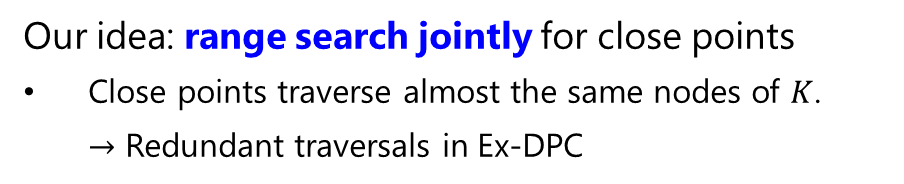 Our idea: range search jointly for close points
• Close points traverse almost the same nodes of K.
→ Redundant traversals in Ex-DPC